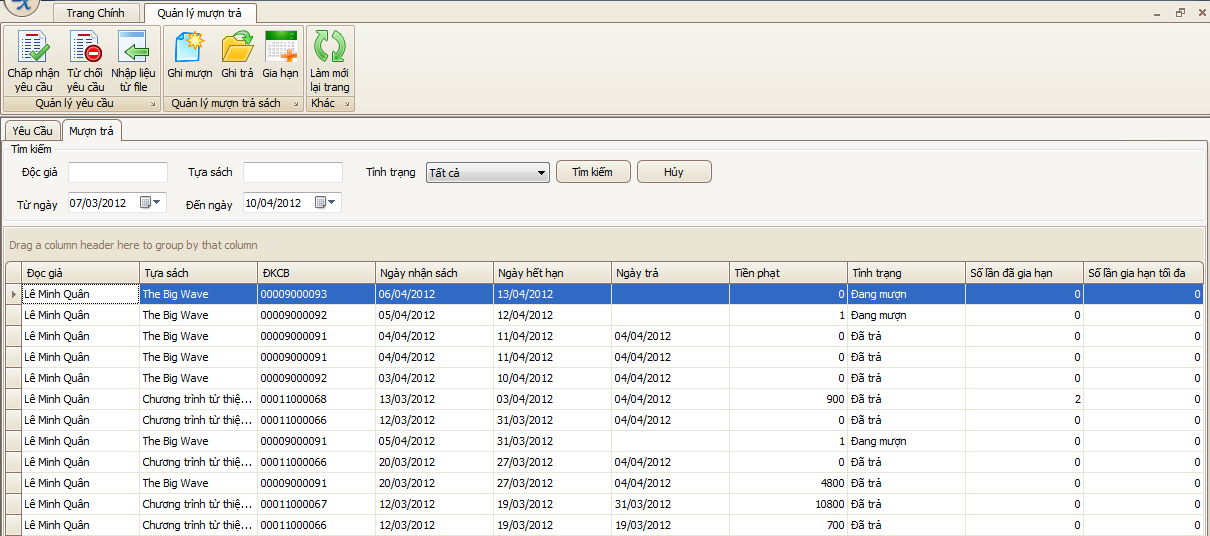 Trang Chính Quản lý mượn trả
Chấp nhận yêu cầu Từ chối yêu cầu Nhập liệu từ file Ghi mượn Ghi trả Gia hạn Làm mới lại trang
Quản lý yêu cầu Quản lý mượn trả sách Khác
Yêu Cầu Mượn trả
Tìm kiếm
Độc giả Tựa sách Tình trạng Tất cả Tìm kiếm Hủy
Từ ngày 07/03/2012 Đến ngày 10/04/2012
Drag a column header here to group by that column
Đọc giả Tựa sách ĐKCB Ngày nhận sách Ngày hết hạn Ngày trả Tiền phạt Tình trạng Số lần đã gia hạn Số lần gia hạn tối đa
Lê Minh Quân The Big Wave 00009000093 06/04/2012 13/04/2012 0 Đang mượn 0 0
Lê Minh Quân The Big Wave 00009000092 05/04/2012 12/04/2012 1 Đang mượn 0 0
Lê Minh Quân The Big Wave 00009000091 04/04/2012 11/04/2012 04/04/2012 0 Đã trả 0 0
Lê Minh Quân The Big Wave 00009000091 04/04/2012 11/04/2012 04/04/2012 0 Đã trả 0 0
Lê Minh Quân The Big Wave 00009000092 03/04/2012 10/04/2012 04/04/2012 0 Đã trả 0 0
Lê Minh Quân Chương trình từ thiệ... 00011000068 13/03/2012 03/04/2012 04/04/2012 900 Đã trả 2 0
Lê Minh Quân Chương trình từ thiệ... 00011000066 12/03/2012 31/03/2012 04/04/2012 0 Đã trả 0 0
Lê Minh Quân The Big Wave 00009000091 05/04/2012 31/03/2012 1 Đang mượn 0 0
Lê Minh Quân Chương trình từ thiệ... 00011000066 20/03/2012 27/03/2012 04/04/2012 0 Đã trả 0 0
Lê Minh Quân The Big Wave 00009000091 20/03/2012 27/03/2012 04/04/2012 4800 Đã trả 0 0
Lê Minh Quân Chương trình từ thiệ... 00011000067 12/03/2012 19/03/2012 31/03/2012 10800 Đã trả 0 0
Lê Minh Quân Chương trình từ thiệ... 00011000066 12/03/2012 19/03/2012 19/03/2012 700 Đã trả 0 0